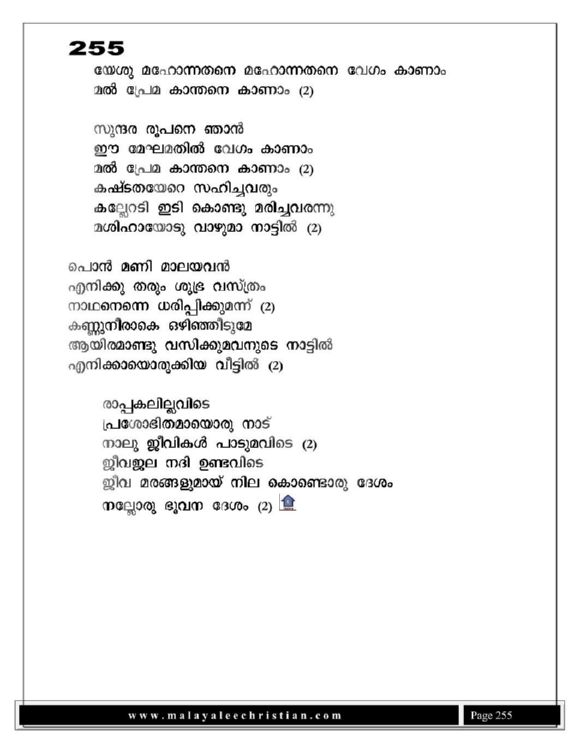 255
യേശു മഹോന്നതനെ മഹോന്നതനെ വേഗം കാണാം
മൽ പ്രേമ കാന്തനെ കാണാം (2)
സുന്ദര രൂപനെ ഞാൻ
ഈ മേഘമതിൽ വേഗം കാണാം
മൽ പ്രേമ കാന്തനെ കാണാം (2)
കഷ്ടതയേറെ സഹിച്ചവരും
കല്ലേറടി ഇടി കൊണ്ടു മരിച്ചവരന്നു
മശിഹായോടു വാഴുമാ നാട്ടിൽ (2)
പൊൻ മണി മാലയവൻ
എനിക്കു തരും ശുഭ്ര വസ്ത്രം
നാഥനെന്നെ ധരിപ്പിക്കുമന്ന് (2)
കണ്ണുനീരാകെ ഒഴിഞ്ഞീടുമേ
ആയിരമാണ്ടു വസിക്കുമവനുടെ നാട്ടിൽ
എനിക്കായൊരുക്കിയ വീട്ടിൽ (2)
രാപ്പകലില്ലവിടെ
പ്രശോഭിതമായൊരു നാട്
നാലു ജീവികൾ പാടുമവിടെ (2)
ജീവജല നദി ഉണ്ടവിടെ
ജീവ മരങ്ങളുമായ് നില കൊണ്ടൊരു ദേശം
നല്ലോരു ഭൂവന ദേശം (2)
www.malayaleechristian.com
Page 255